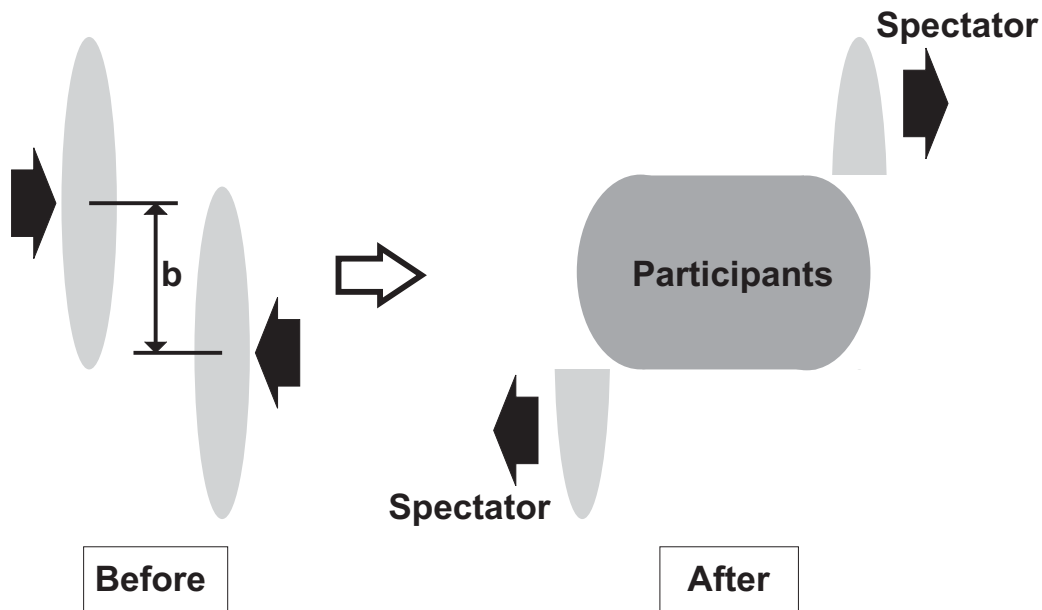 Spectator
b
Participants
Spectator
Before
After